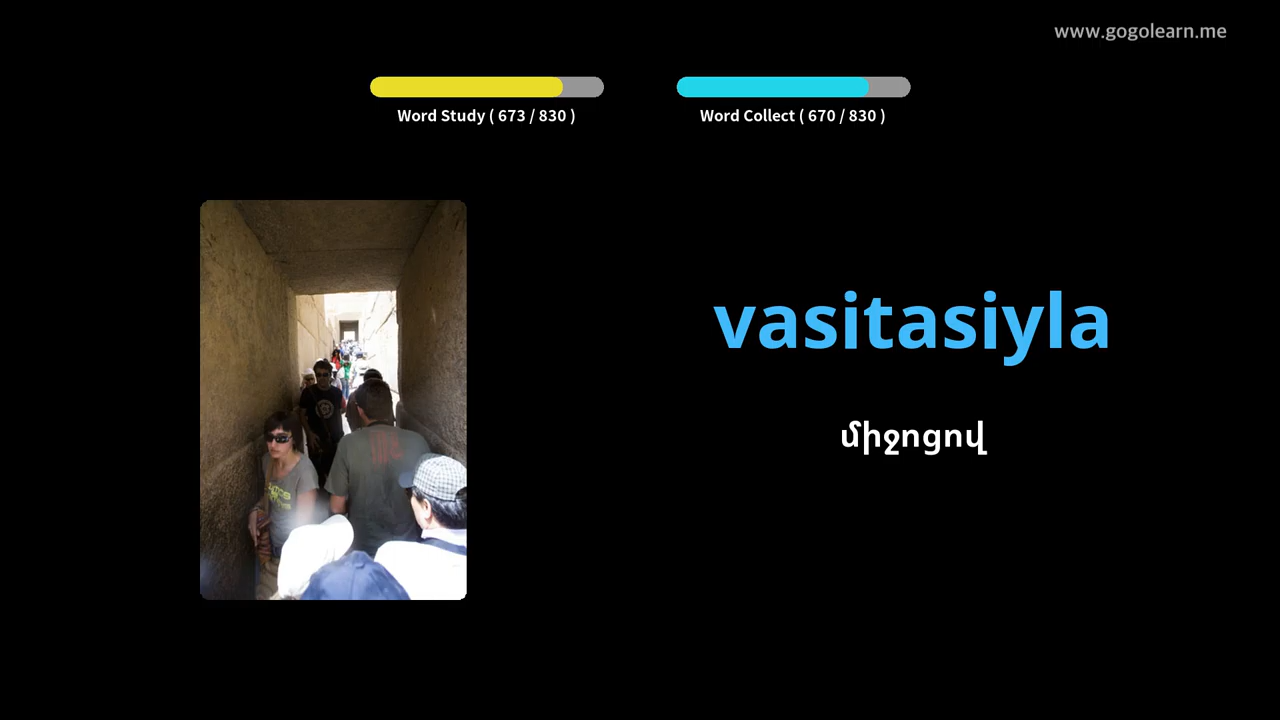 www.gogolearn.me
Word Study ( 673 / 830 )
Word Collect ( 670 / 830 )
vasitasiyla
միջոցով